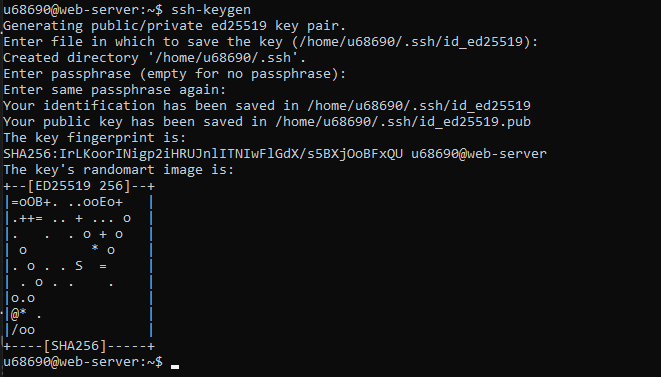 u68690@web-server:~$ ssh-keygen
Generating public/private ed25519 key pair.
Enter file in which to save the key (/home/u68690/.ssh/id_ed25519):
Created directory '/home/u68690/.ssh'.
Enter passphrase (empty for no passphrase):
Enter same passphrase again:
Your identification has been saved in /home/u68690/.ssh/id_ed25519
Your public key has been saved in /home/u68690/.ssh/id_ed25519.pub
The key fingerprint is:
SHA256:IrLKoorINigp2iHRUJnlITNIwFlGdX/s5BXjOoBFxQU u68690@web-server
The key's randomart image is:
+--[ED25519 256]--+
|=oOB+. ..ooEo+   |
|.++= .. + ... o  |
|.   .  . o + o   |
| o        * o    |
|. o . . S  =     |
| . o . .    .    |
|o.o              |
|@* .             |
|/oo              |
+----[SHA256]-----+
u68690@web-server:~$